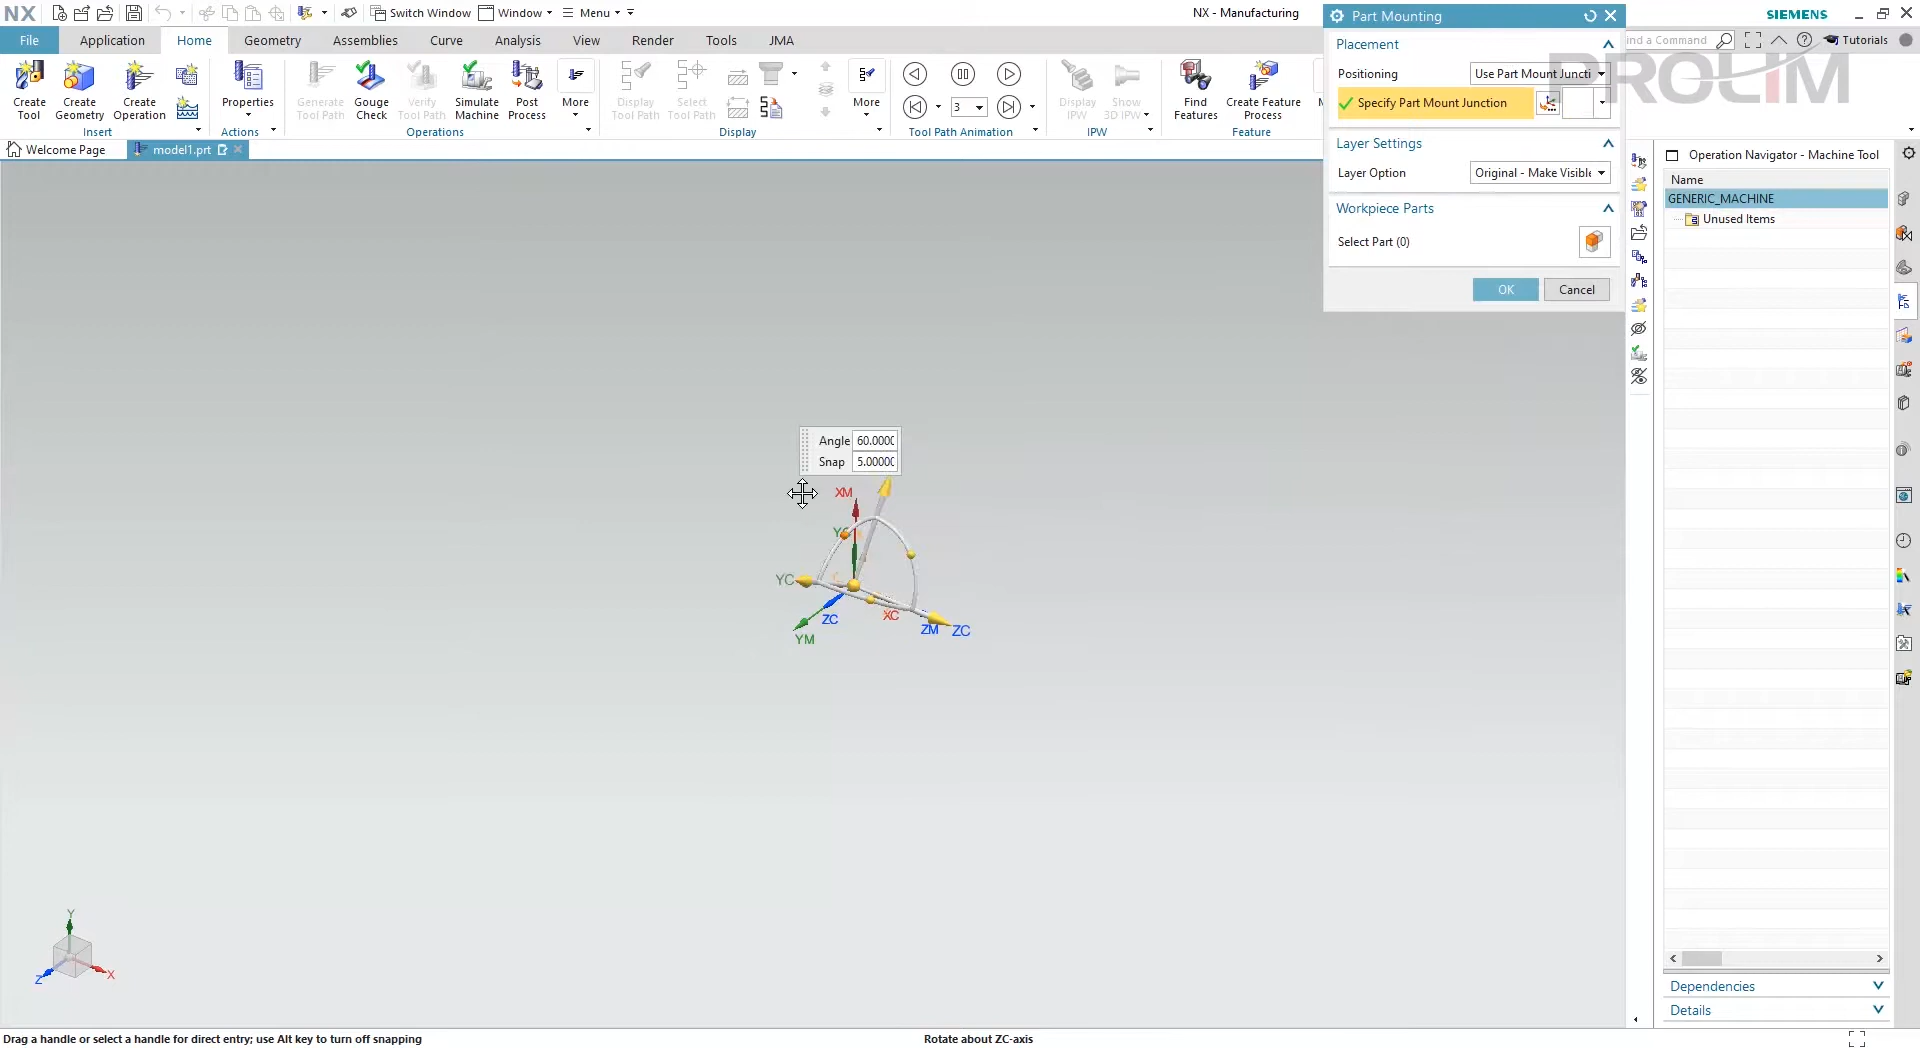 NX Switch Window Window Menu NX - Manufacturing SIEMENS
File Application Home Geometry Assemblies Curve Analysis View Render Tools JMA Tutorials
Create Tool
Create Geometry
Create Operation
Insert
Properties
Actions
Generate Tool Path
Gouge Check
Verify Tool Path
Simulate Machine
Post Process
More
Operations
Display Tool Path
Select Tool Path
More
Display
3
Tool Path Animation
Display IPW
Show 3D IPW
IPW
Find Features
Create Feature Process
Feature
PROLIM
Welcome Page model1.prt
Part Mounting
Placement
Positioning Use Part Mount Juncti
Specify Part Mount Junction
Layer Settings
Layer Option Original - Make Visible
Workpiece Parts
Select Part (0)
OK Cancel
Operation Navigator - Machine Tool
Name
GENERIC_MACHINE
Unused Items
Dependencies
Details
Angle 60.0000
Snap 5.00000
XM
YC
YC
ZC
XC
YM
ZM
ZC
Y
Z
X
Drag a handle or select a handle for direct entry; use Alt key to turn off snapping Rotate about ZC-axis